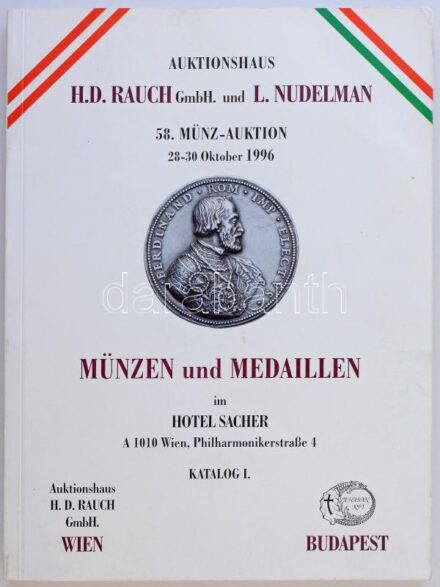 AUKTIONSHAUS
H.D. RAUCH GmbH. und L. NUDELMAN
58. MÜNZ-AUKTION
28-30 Oktober 1996
FERDINAND · ROM · IMP · ELECT
darabanth
MÜNZEN und MEDAILLEN
im
HOTEL SACHER
A 1010 Wien, Philharmonikerstraße 4
KATALOG I.
Auktionshaus
H. D. RAUCH
GmbH.
WIEN
BUDAPEST